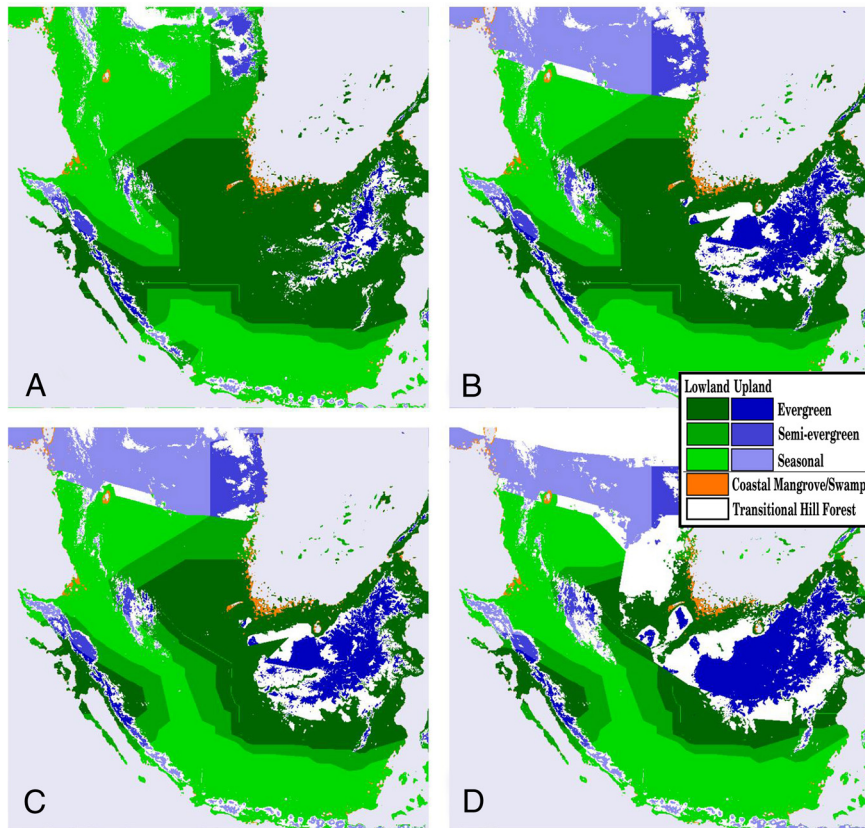 A
B
Lowland Upland
Evergreen
Semi-evergreen
Seasonal
Coastal Mangrove/Swamp
Transitional Hill Forest
C
D